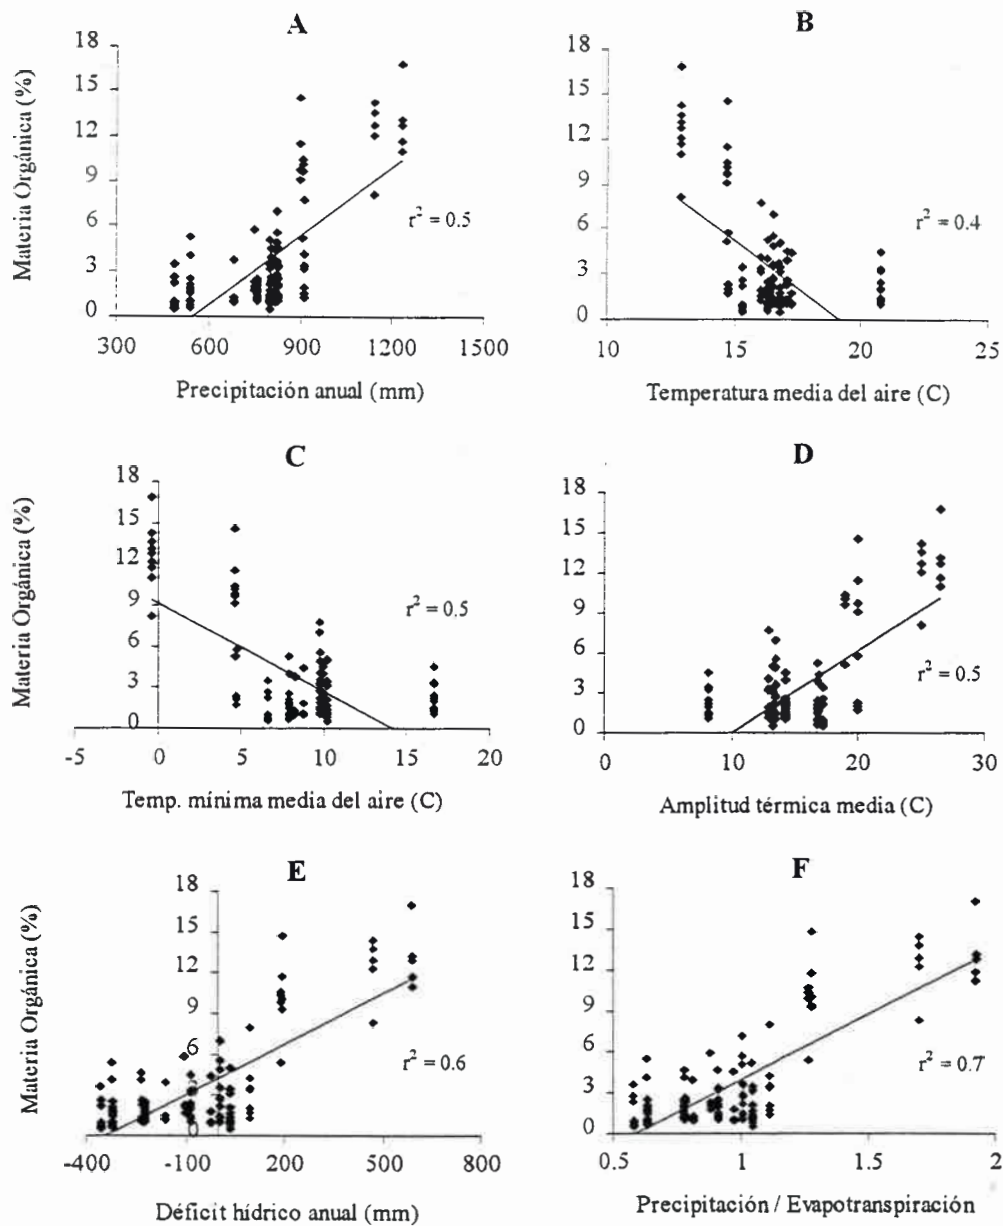 A
Materia Orgánica (%)
18
15
12
9
6
3
0
r² = 0.5
300 600 900 1200 1500
Precipitación anual (mm)
B
18
15
12
9
6
3
0
r² = 0.4
10 15 20 25
Temperatura media del aire (C)
C
Materia Orgánica (%)
18
15
12
9
6
3
0
r² = 0.5
-5 0 5 10 15 20
Temp. mínima media del aire (C)
D
18
15
12
9
6
3
0
r² = 0.5
0 10 20 30
Amplitud térmica media (C)
E
Materia Orgánica (%)
18
15
12
9
6
3
0
r² = 0.6
-400 -100 200 500 800
Déficit hídrico anual (mm)
F
18
15
12
9
6
3
0
r² = 0.7
0.5 1 1.5 2
Precipitación / Evapotranspiración